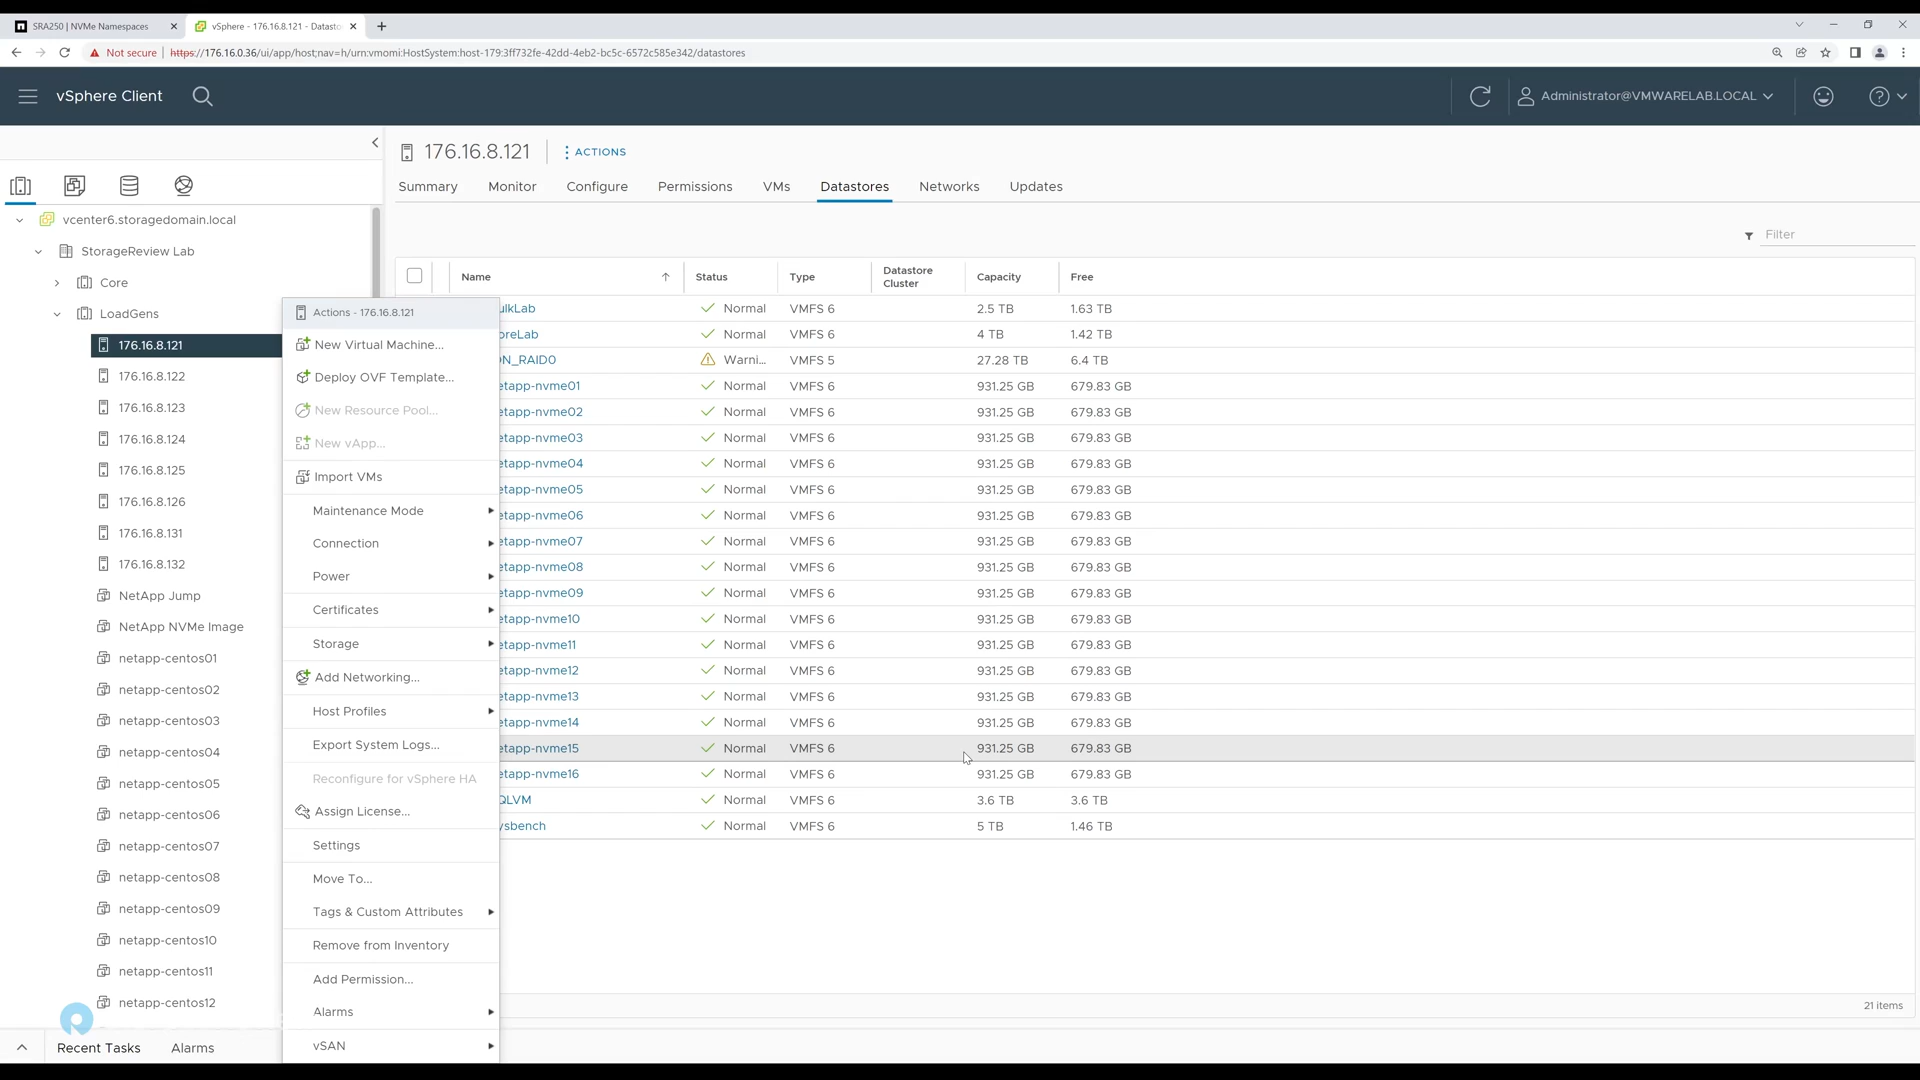 SRA250 | NVMe Namespaces
vSphere - 176.16.8.121 - Datasto
Not secure | https://176.16.0.36/ui/app/host;nav=h/urn:vmomi:HostSystem:host-179:3ff732fe-42dd-4eb2-bc5c-6572c585e342/datastores
vSphere Client
Administrator@VMWARELAB.LOCAL
176.16.8.121
ACTIONS
Summary Monitor Configure Permissions VMs Datastores Networks Updates
vcenter6.storagedomain.local
StorageReview Lab
Core
LoadGens
176.16.8.121
176.16.8.122
176.16.8.123
176.16.8.124
176.16.8.125
176.16.8.126
176.16.8.131
176.16.8.132
NetApp Jump
NetApp NVMe Image
netapp-centos01
netapp-centos02
netapp-centos03
netapp-centos04
netapp-centos05
netapp-centos06
netapp-centos07
netapp-centos08
netapp-centos09
netapp-centos10
netapp-centos11
netapp-centos12
Actions - 176.16.8.121
New Virtual Machine...
Deploy OVF Template...
New Resource Pool...
New vApp...
Import VMs
Maintenance Mode
Connection
Power
Certificates
Storage
Add Networking...
Host Profiles
Export System Logs...
Reconfigure for vSphere HA
Assign License...
Settings
Move To...
Tags & Custom Attributes
Remove from Inventory
Add Permission...
Alarms
vSAN
Filter
Name Status Type Datastore Cluster Capacity Free
ulkLab Normal VMFS 6 2.5 TB 1.63 TB
oreLab Normal VMFS 6 4 TB 1.42 TB
ON_RAID0 Warni... VMFS 5 27.28 TB 6.4 TB
etapp-nvme01 Normal VMFS 6 931.25 GB 679.83 GB
etapp-nvme02 Normal VMFS 6 931.25 GB 679.83 GB
etapp-nvme03 Normal VMFS 6 931.25 GB 679.83 GB
etapp-nvme04 Normal VMFS 6 931.25 GB 679.83 GB
etapp-nvme05 Normal VMFS 6 931.25 GB 679.83 GB
etapp-nvme06 Normal VMFS 6 931.25 GB 679.83 GB
etapp-nvme07 Normal VMFS 6 931.25 GB 679.83 GB
etapp-nvme08 Normal VMFS 6 931.25 GB 679.83 GB
etapp-nvme09 Normal VMFS 6 931.25 GB 679.83 GB
etapp-nvme10 Normal VMFS 6 931.25 GB 679.83 GB
etapp-nvme11 Normal VMFS 6 931.25 GB 679.83 GB
etapp-nvme12 Normal VMFS 6 931.25 GB 679.83 GB
etapp-nvme13 Normal VMFS 6 931.25 GB 679.83 GB
etapp-nvme14 Normal VMFS 6 931.25 GB 679.83 GB
etapp-nvme15 Normal VMFS 6 931.25 GB 679.83 GB
etapp-nvme16 Normal VMFS 6 931.25 GB 679.83 GB
QLVM Normal VMFS 6 3.6 TB 3.6 TB
ysbench Normal VMFS 6 5 TB 1.46 TB
21 items
Recent Tasks Alarms